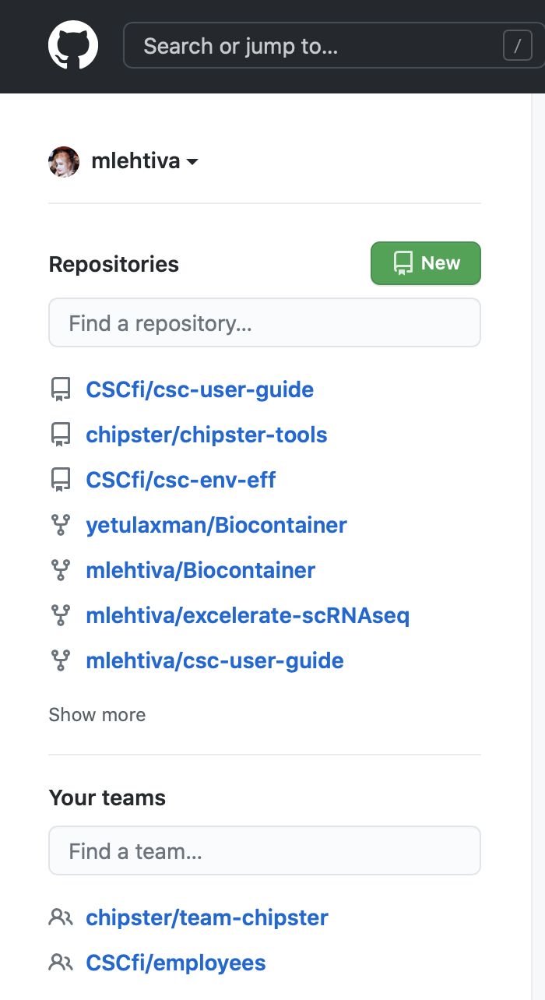 Search or jump to...
/
mlehtiva
Repositories
New
Find a repository...
CSCfi/csc-user-guide
chipster/chipster-tools
CSCfi/csc-env-eff
yetulaxman/Biocontainer
mlehtiva/Biocontainer
mlehtiva/excelerate-scRNAseq
mlehtiva/csc-user-guide
Show more
Your teams
Find a team...
chipster/team-chipster
CSCfi/employees